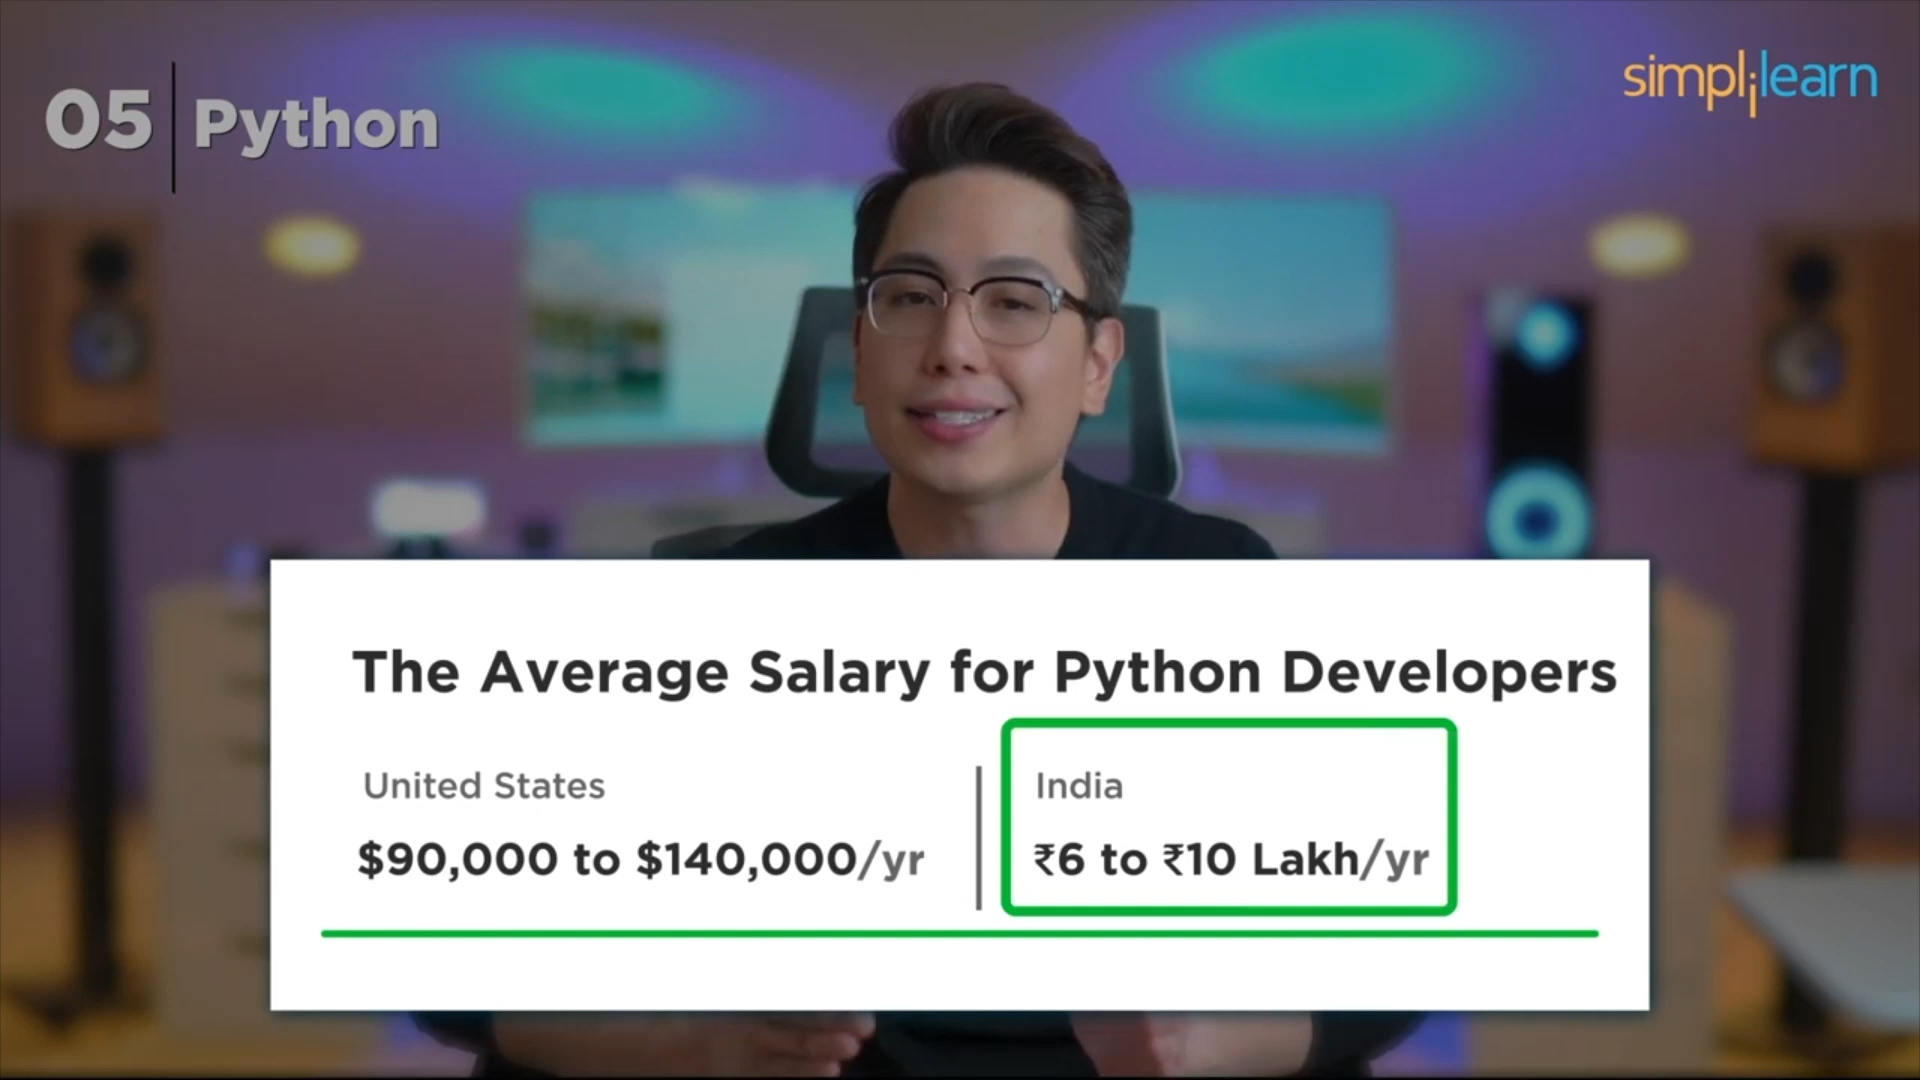 05 Python
simplilearn
The Average Salary for Python Developers
United States
$90,000 to $140,000/yr
India
₹6 to ₹10 Lakh/yr